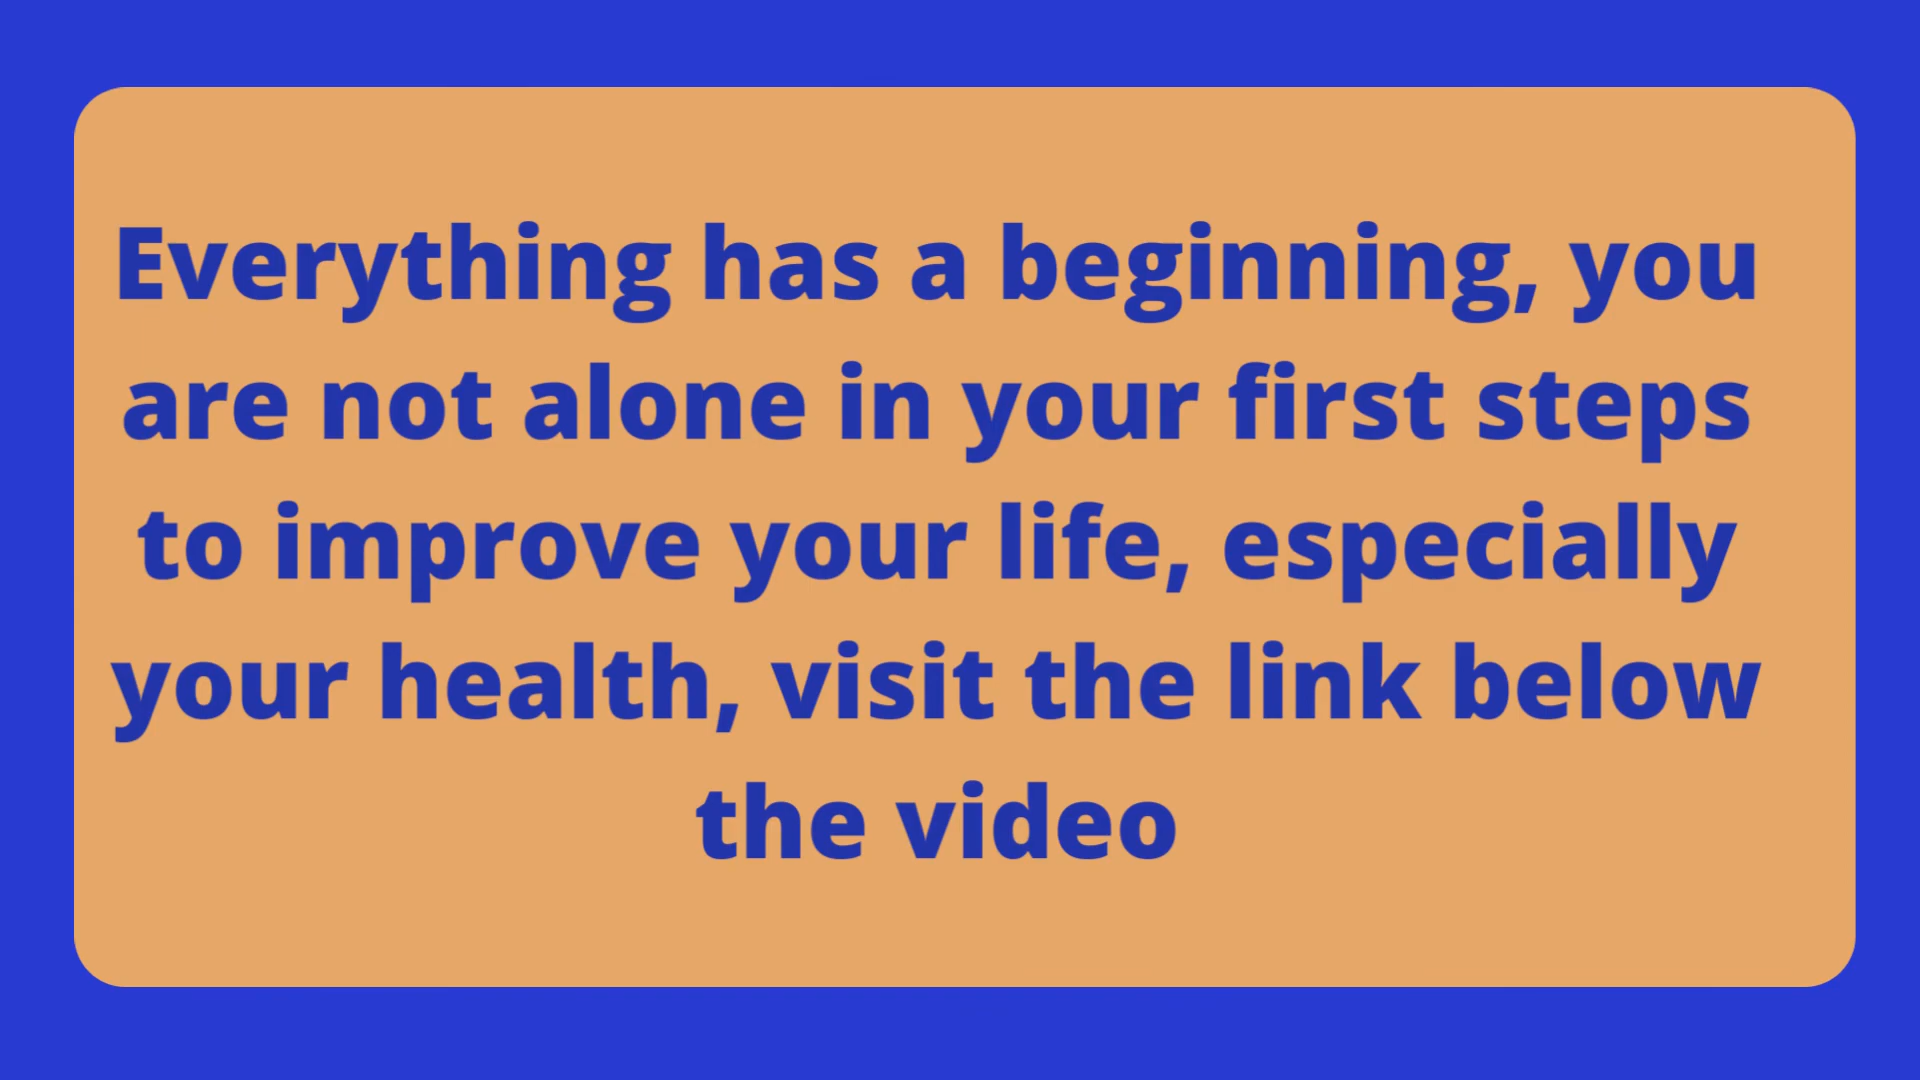 Everything has a beginning, you
are not alone in your first steps
to improve your life, especially
your health, visit the link below
the video